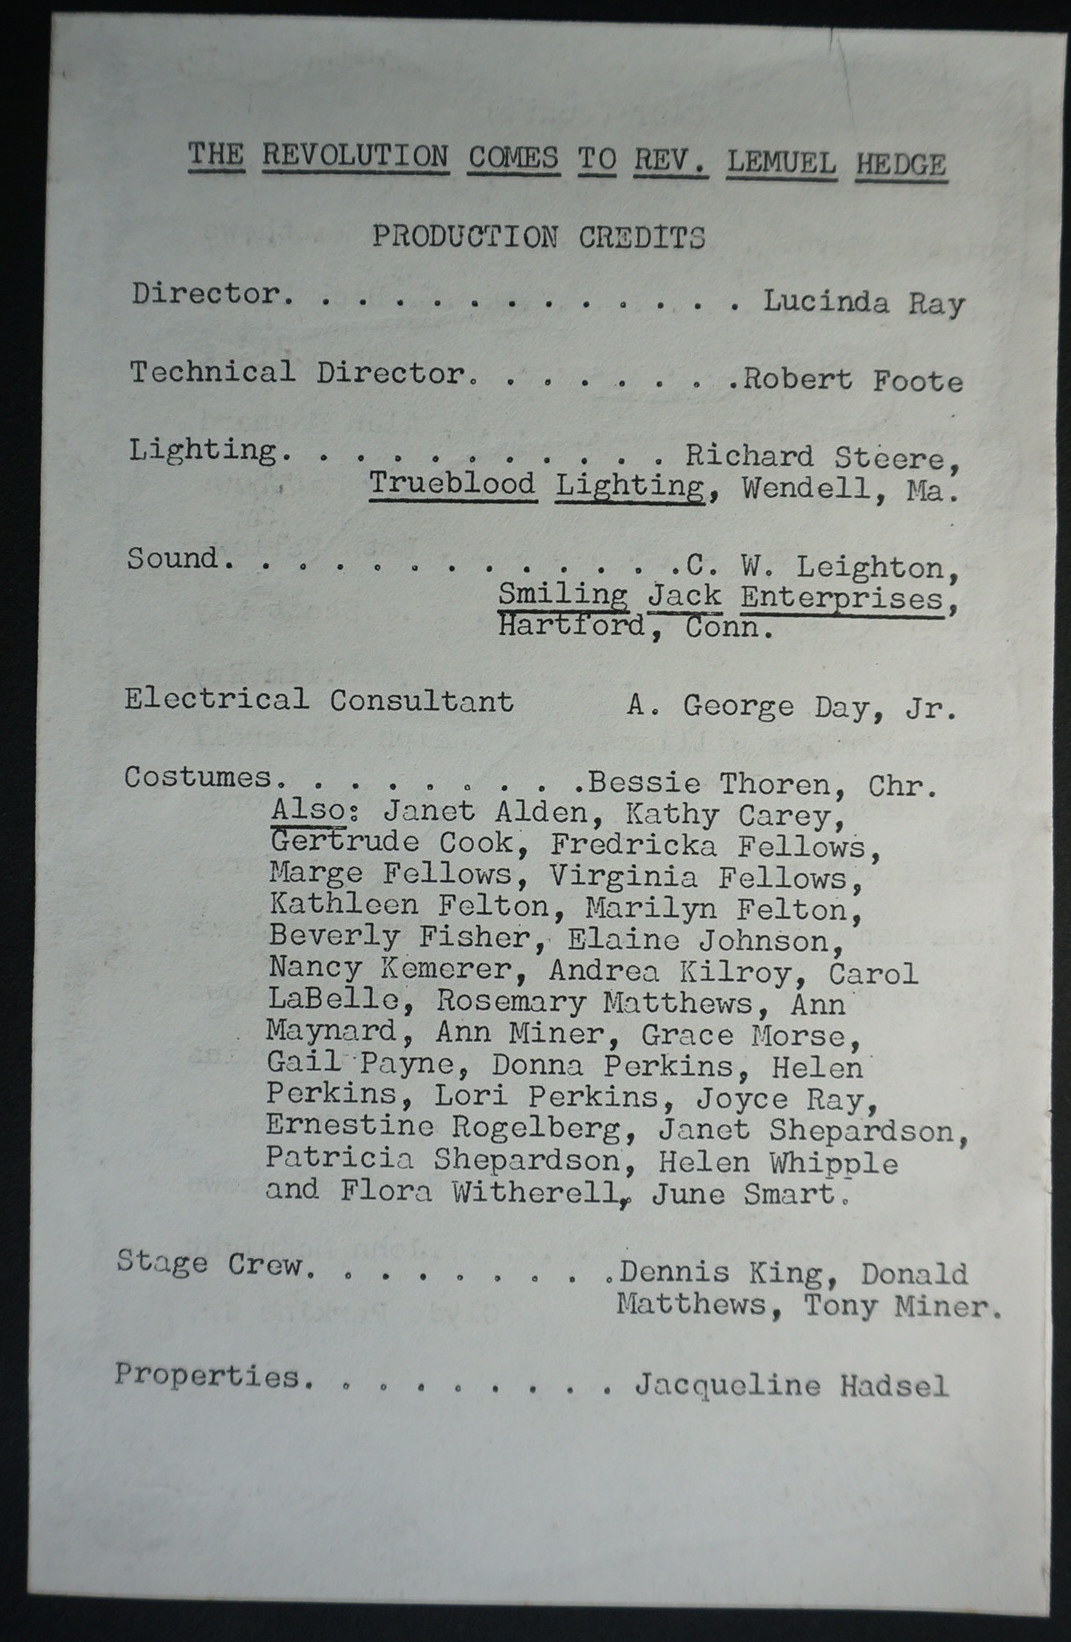 THE REVOLUTION COMES TO REV. LEMUEL HEDGE
PRODUCTION CREDITS
Director. . . . . . . . . . . . . Lucinda Ray
Technical Director. . . . . . . .Robert Foote
Lighting. . . . . . . . . . . Richard Steere,
Trueblood Lighting, Wendell, Ma.
Sound. . . . . . . . . . . . .C. W. Leighton,
Smiling Jack Enterprises,
Hartford, Conn.
Electrical Consultant A. George Day, Jr.
Costumes. . . . . . . . .Bessie Thoren, Chr.
Also: Janet Alden, Kathy Carey,
Gertrude Cook, Fredricka Fellows,
Marge Fellows, Virginia Fellows,
Kathleen Felton, Marilyn Felton,
Beverly Fisher, Elaine Johnson,
Nancy Kemerer, Andrea Kilroy, Carol
LaBelle, Rosemary Matthews, Ann
Maynard, Ann Miner, Grace Morse,
Gail Payne, Donna Perkins, Helen
Perkins, Lori Perkins, Joyce Ray,
Ernestine Rogelberg, Janet Shepardson,
Patricia Shepardson, Helen Whipple
and Flora Witherell, June Smart.
Stage Crew. . . . . . . . .Dennis King, Donald
Matthews, Tony Miner.
Properties. . . . . . . . . Jacqueline Hadsel